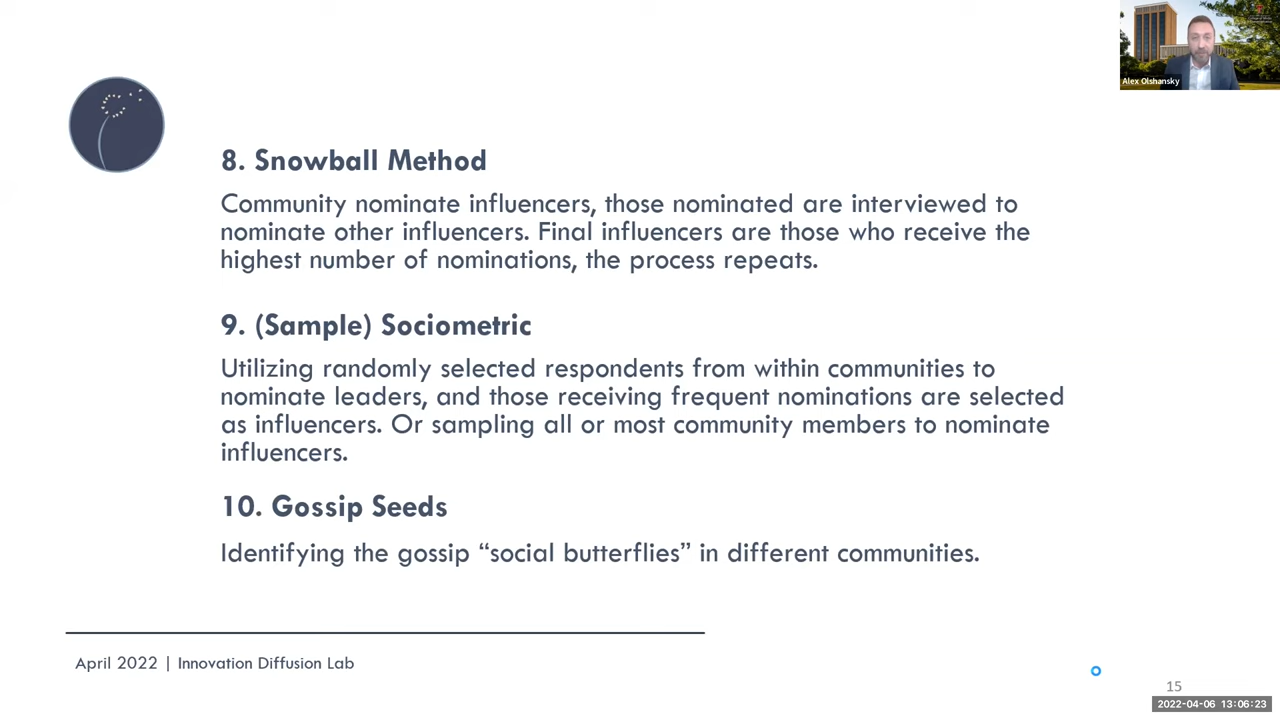 Alex Olshansky
8. Snowball Method
Community nominate influencers, those nominated are interviewed to
nominate other influencers. Final influencers are those who receive the
highest number of nominations, the process repeats.
9. (Sample) Sociometric
Utilizing randomly selected respondents from within communities to
nominate leaders, and those receiving frequent nominations are selected
as influencers. Or sampling all or most community members to nominate
influencers.
10. Gossip Seeds
Identifying the gossip “social butterflies” in different communities.
April 2022 | Innovation Diffusion Lab
15
2022-04-06 13:06:23